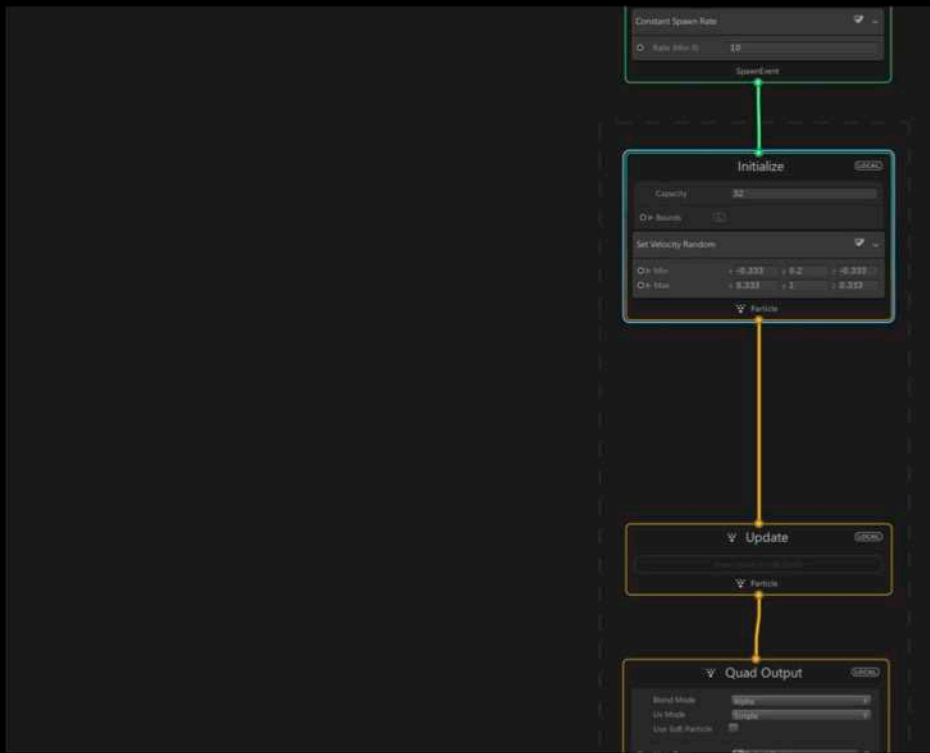 Constant Spawn Rate
Rate 10
SpawnEvent
Initialize LOCAL
Capacity 32
Bounds
Set Velocity Random
Min x -0.333 y 0.2 z -0.333
Max x 0.333 y 1 z 0.333
Particle
Update LOCAL
Particle
Quad Output LOCAL
Blend Mode Alpha
Uv Mode Simple
Use Soft Particle